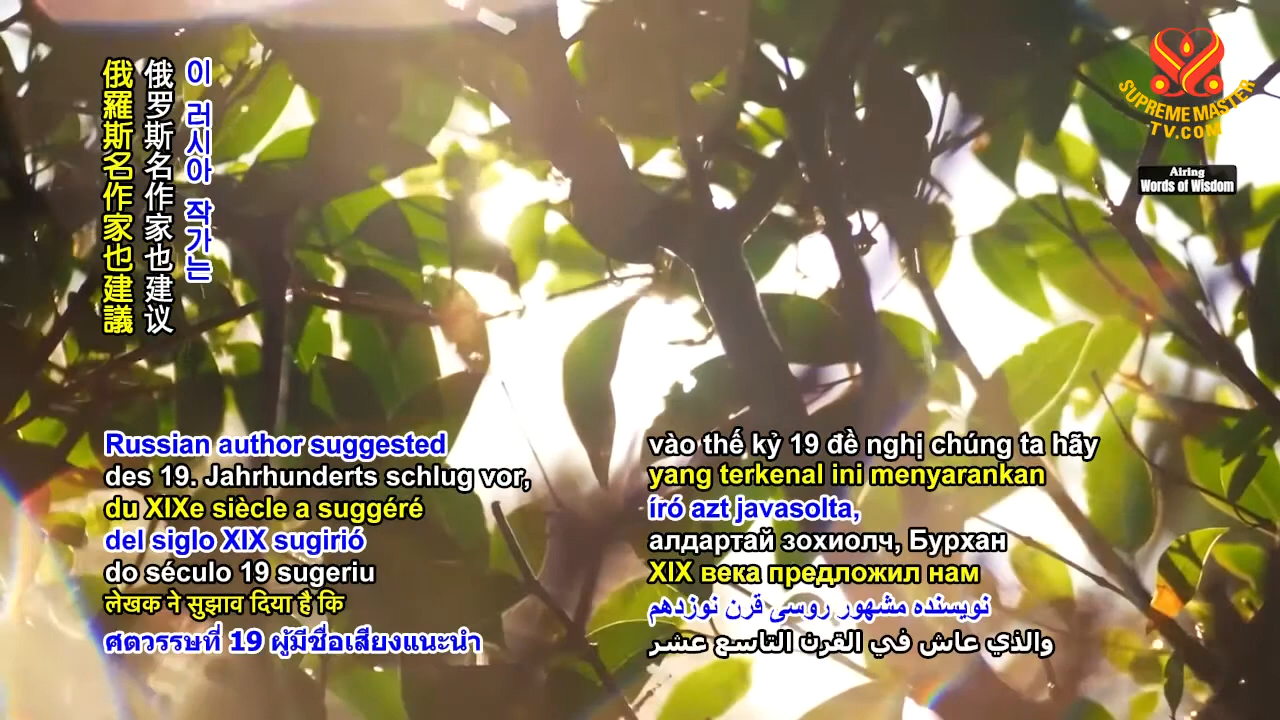 이 러시아 작가는
俄罗斯名作家也建议
俄羅斯名作家也建議
SUPREME MASTER
TV.COM
Airing
Words of Wisdom
Russian author suggested
des 19. Jahrhunderts schlug vor,
du XIXe siècle a suggéré
del siglo XIX sugirió
do século 19 sugeriu
लेखक ने सुझाव दिया है कि
ศตวรรษที่ 19 ผู้มีชื่อเสียงแนะนำ
vào thế kỷ 19 đề nghị chúng ta hãy
yang terkenal ini menyarankan
író azt javasolta,
алдартай зохиолч, Бурхан
XIX века предложил нам
نویسنده مشهور روسی قرن نوزدهم
والذي عاش في القرن التاسع عشر